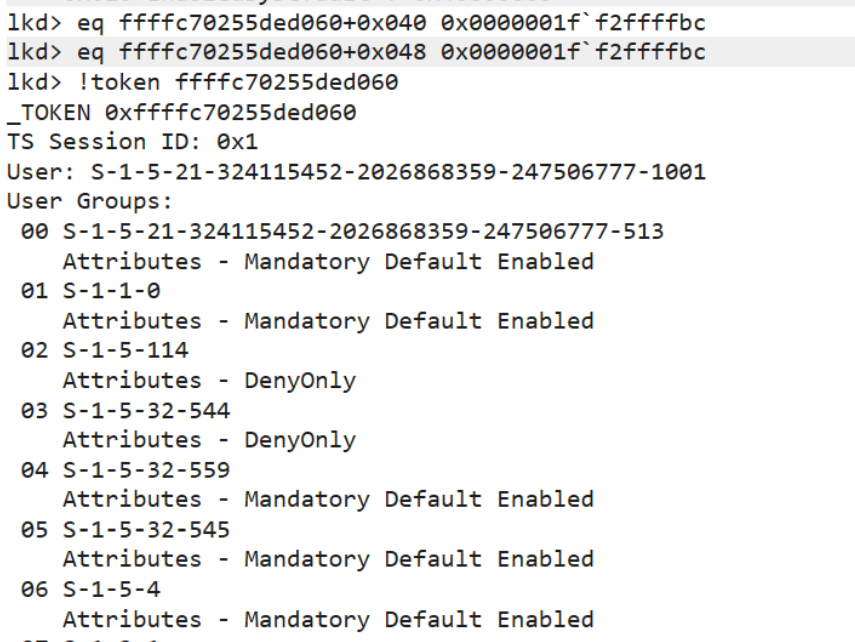 lkd> eq ffffc70255ded060+0x040 0x0000001f`f2ffffbc
lkd> eq ffffc70255ded060+0x048 0x0000001f`f2ffffbc
lkd> !token ffffc70255ded060
_TOKEN 0xffffc70255ded060
TS Session ID: 0x1
User: S-1-5-21-324115452-2026868359-247506777-1001
User Groups:
00 S-1-5-21-324115452-2026868359-247506777-513
Attributes - Mandatory Default Enabled
01 S-1-1-0
Attributes - Mandatory Default Enabled
02 S-1-5-114
Attributes - DenyOnly
03 S-1-5-32-544
Attributes - DenyOnly
04 S-1-5-32-559
Attributes - Mandatory Default Enabled
05 S-1-5-32-545
Attributes - Mandatory Default Enabled
06 S-1-5-4
Attributes - Mandatory Default Enabled